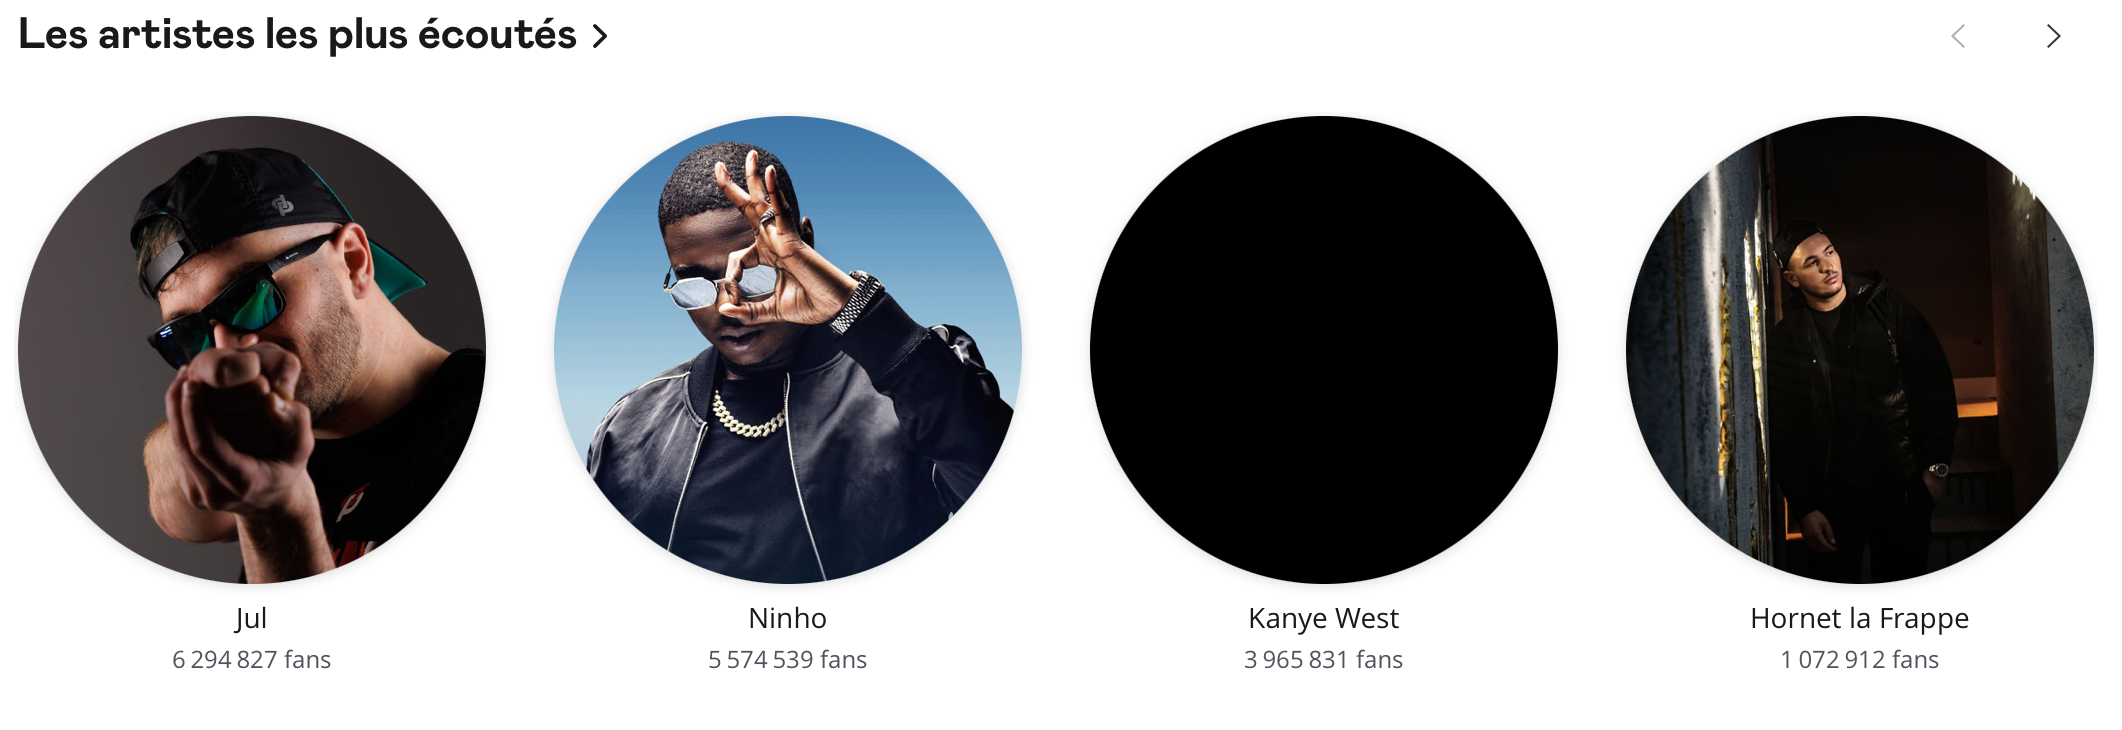 Les artistes les plus écoutés
Jul
6 294 827 fans
Ninho
5 574 539 fans
Kanye West
3 965 831 fans
Hornet la Frappe
1 072 912 fans